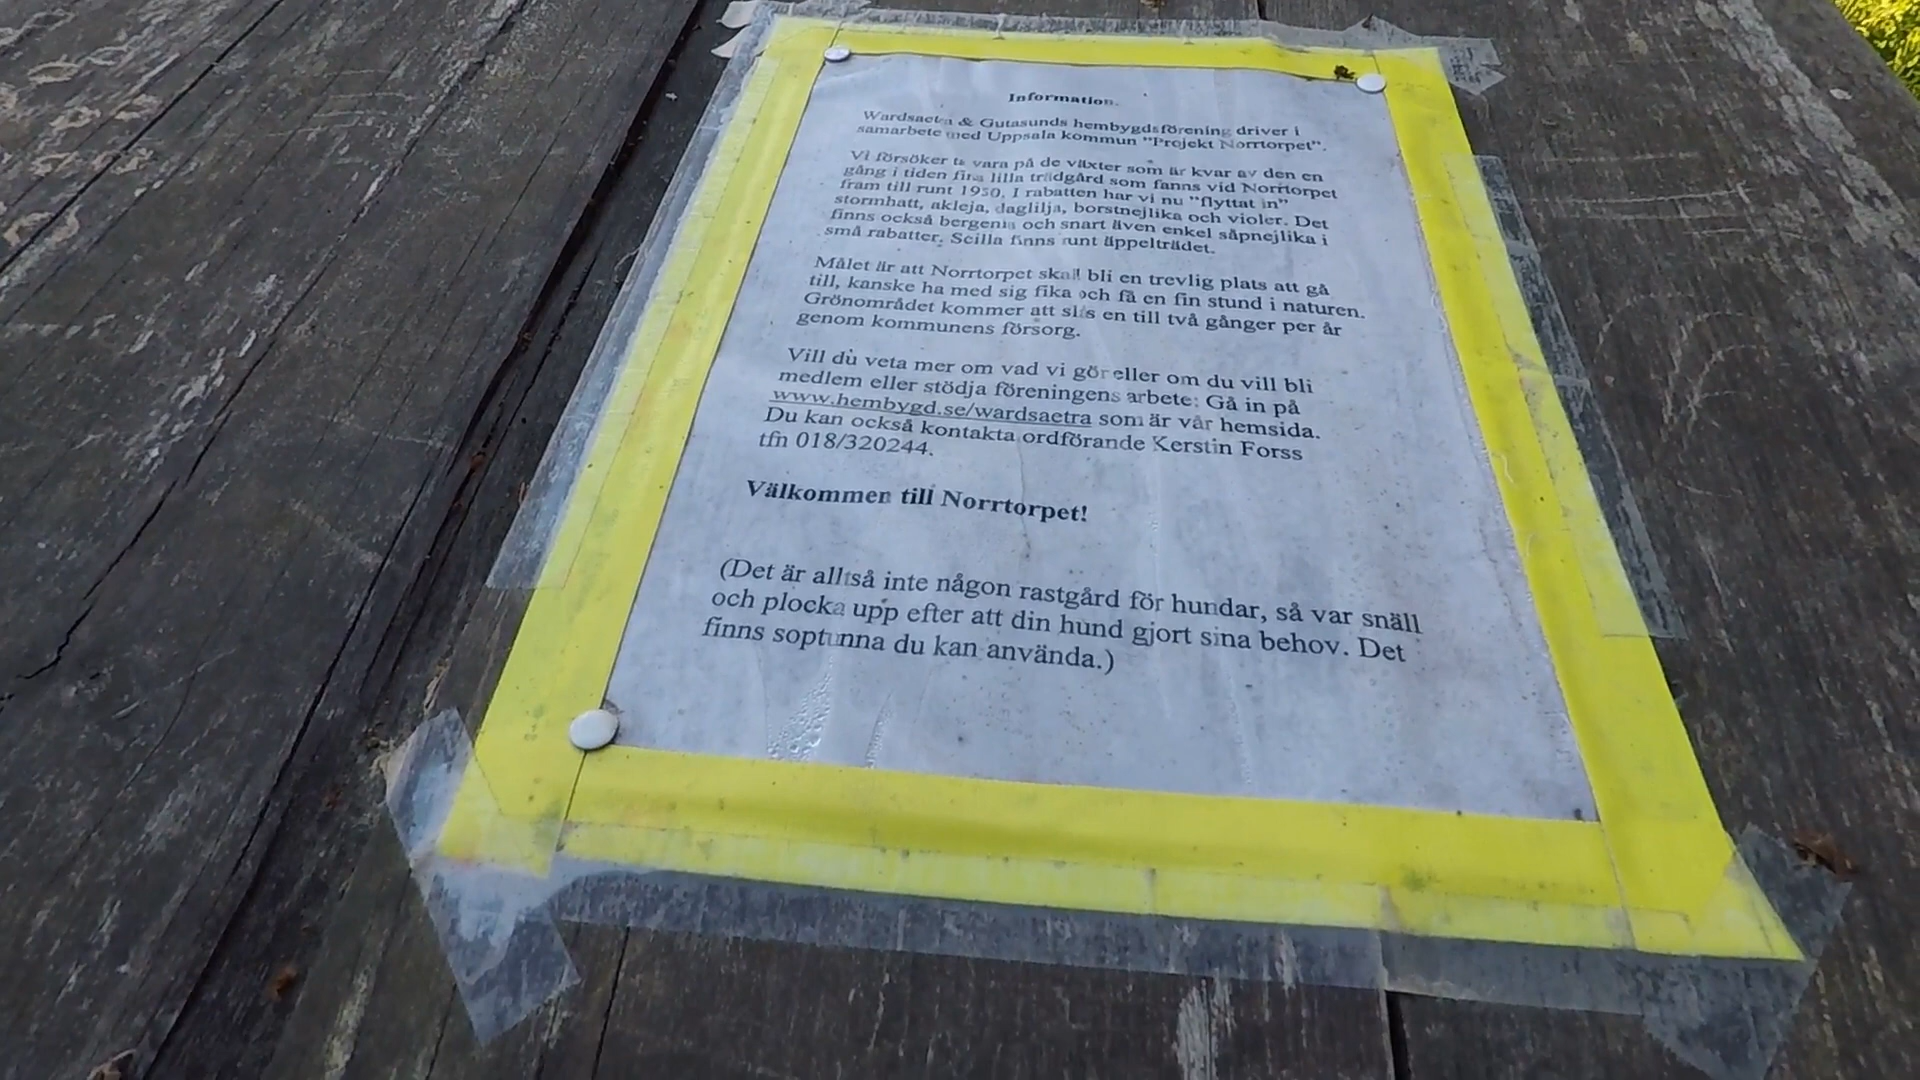 Information.
Wardsaetra & Gutasunds hembygdsförening driver i
samarbete med Uppsala kommun "Projekt Norrtorpet".
Vi försöker ta vara på de växter som är kvar av den en
gång i tiden fina lilla trädgård som fanns vid Norrtorpet
fram till runt 1950. I rabatten har vi nu "flyttat in"
stormhatt, akleja, daglilja, borstnejlika och violer. Det
finns också bergenia och snart även enkel såpnejlika i
små rabatter. Scilla finns runt äppelträdet.
Målet är att Norrtorpet skall bli en trevlig plats att gå
till, kanske ha med sig fika och få en fin stund i naturen.
Grönområdet kommer att slås en till två gånger per år
genom kommunens försorg.
Vill du veta mer om vad vi gör eller om du vill bli
medlem eller stödja föreningens arbete: Gå in på
www.hembygd.se/wardsaetra som är vår hemsida.
Du kan också kontakta ordförande Kerstin Forss
tfn 018/320244.
Välkommen till Norrtorpet!
(Det är alltså inte någon rastgård för hundar, så var snäll
och plocka upp efter att din hund gjort sina behov. Det
finns soptunna du kan använda.)